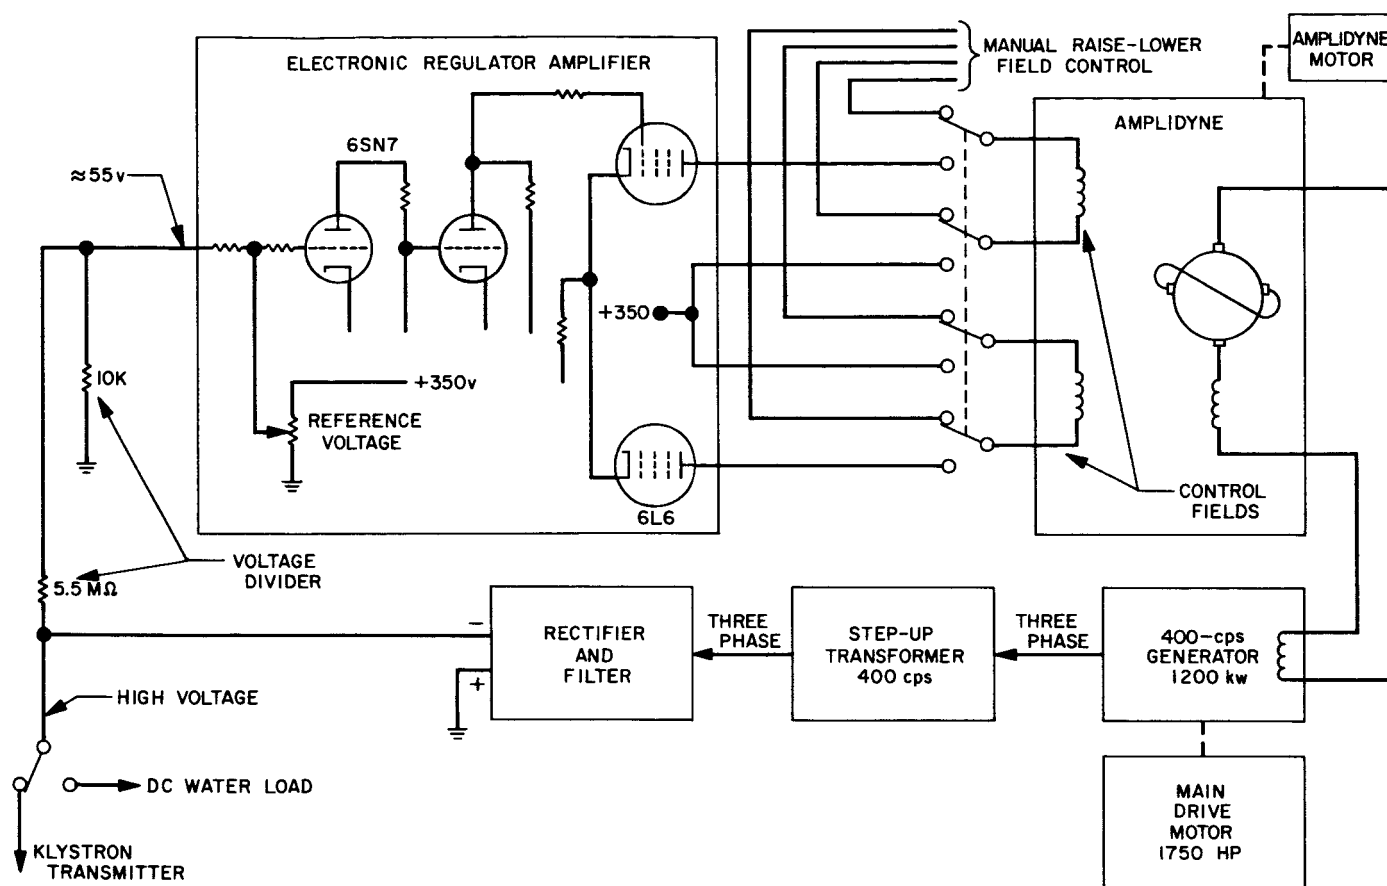 ELECTRONIC REGULATOR AMPLIFIER
MANUAL RAISE-LOWER
FIELD CONTROL
AMPLIDYNE
MOTOR
AMPLIDYNE
6SN7
≈55v
+350
10K
+350v
REFERENCE
VOLTAGE
6L6
CONTROL
FIELDS
VOLTAGE
DIVIDER
5.5 MΩ
−
+
RECTIFIER
AND
FILTER
THREE
PHASE
STEP-UP
TRANSFORMER
400 cps
THREE
PHASE
400-cps
GENERATOR
1200 kw
HIGH VOLTAGE
DC WATER LOAD
MAIN
DRIVE
MOTOR
1750 HP
KLYSTRON
TRANSMITTER